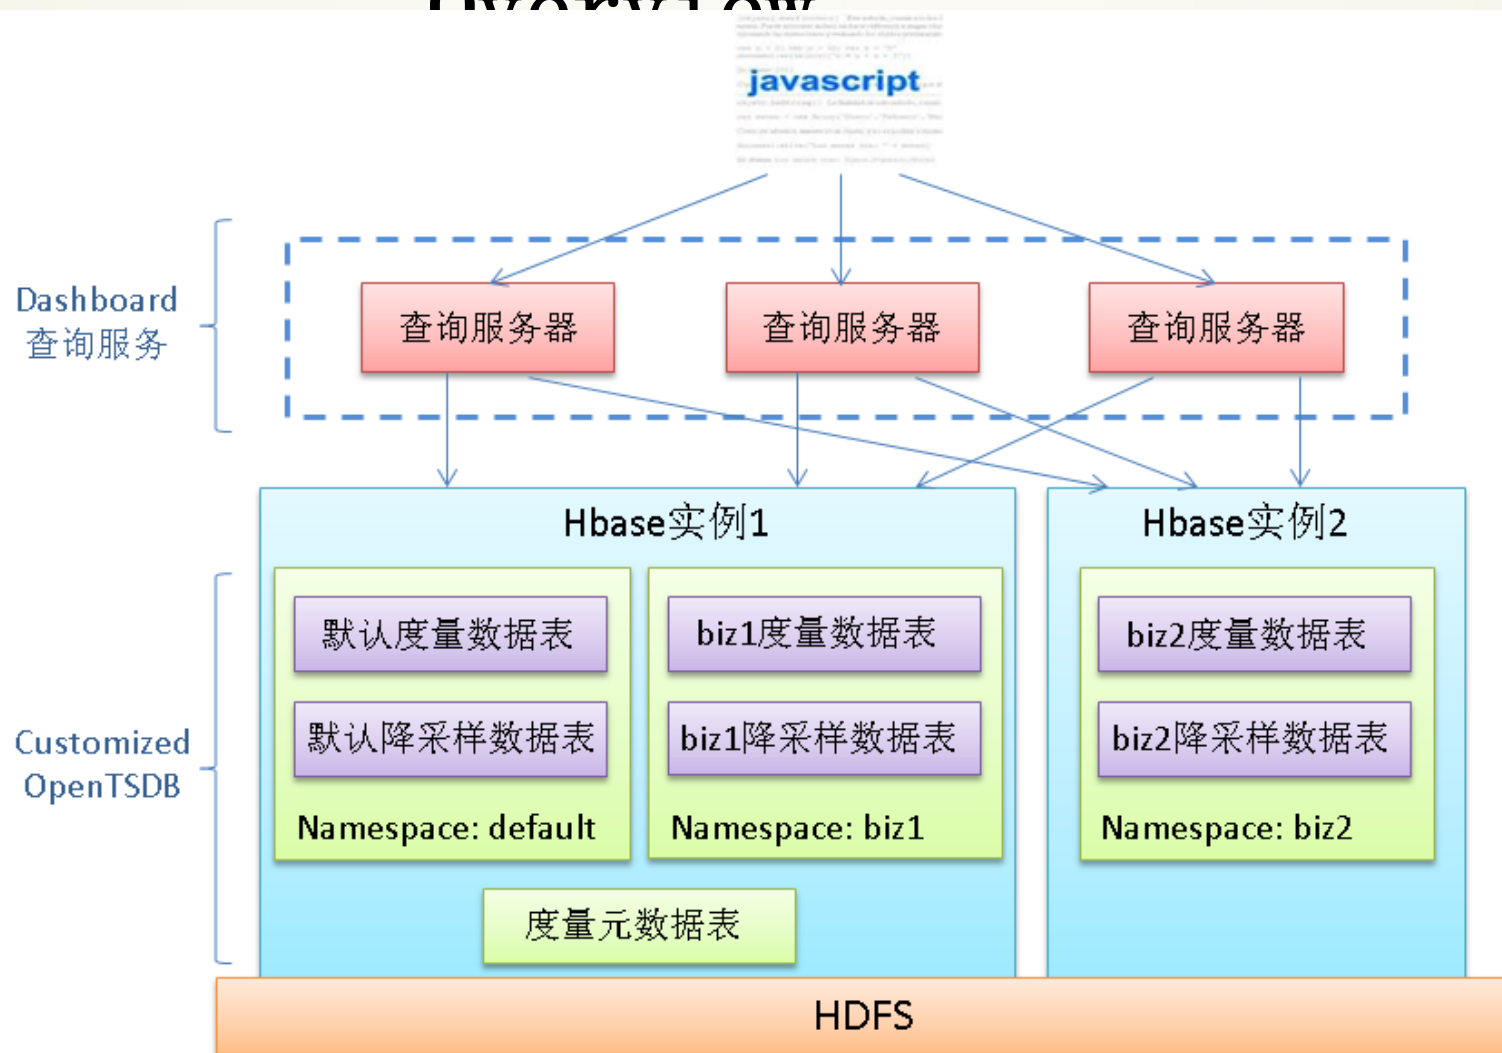 Overview
javascript
Dashboard
查询服务
查询服务器
查询服务器
查询服务器
Hbase实例1
Hbase实例2
默认度量数据表
biz1度量数据表
biz2度量数据表
Customized
OpenTSDB
默认降采样数据表
biz1降采样数据表
biz2降采样数据表
Namespace: default
Namespace: biz1
Namespace: biz2
度量元数据表
HDFS